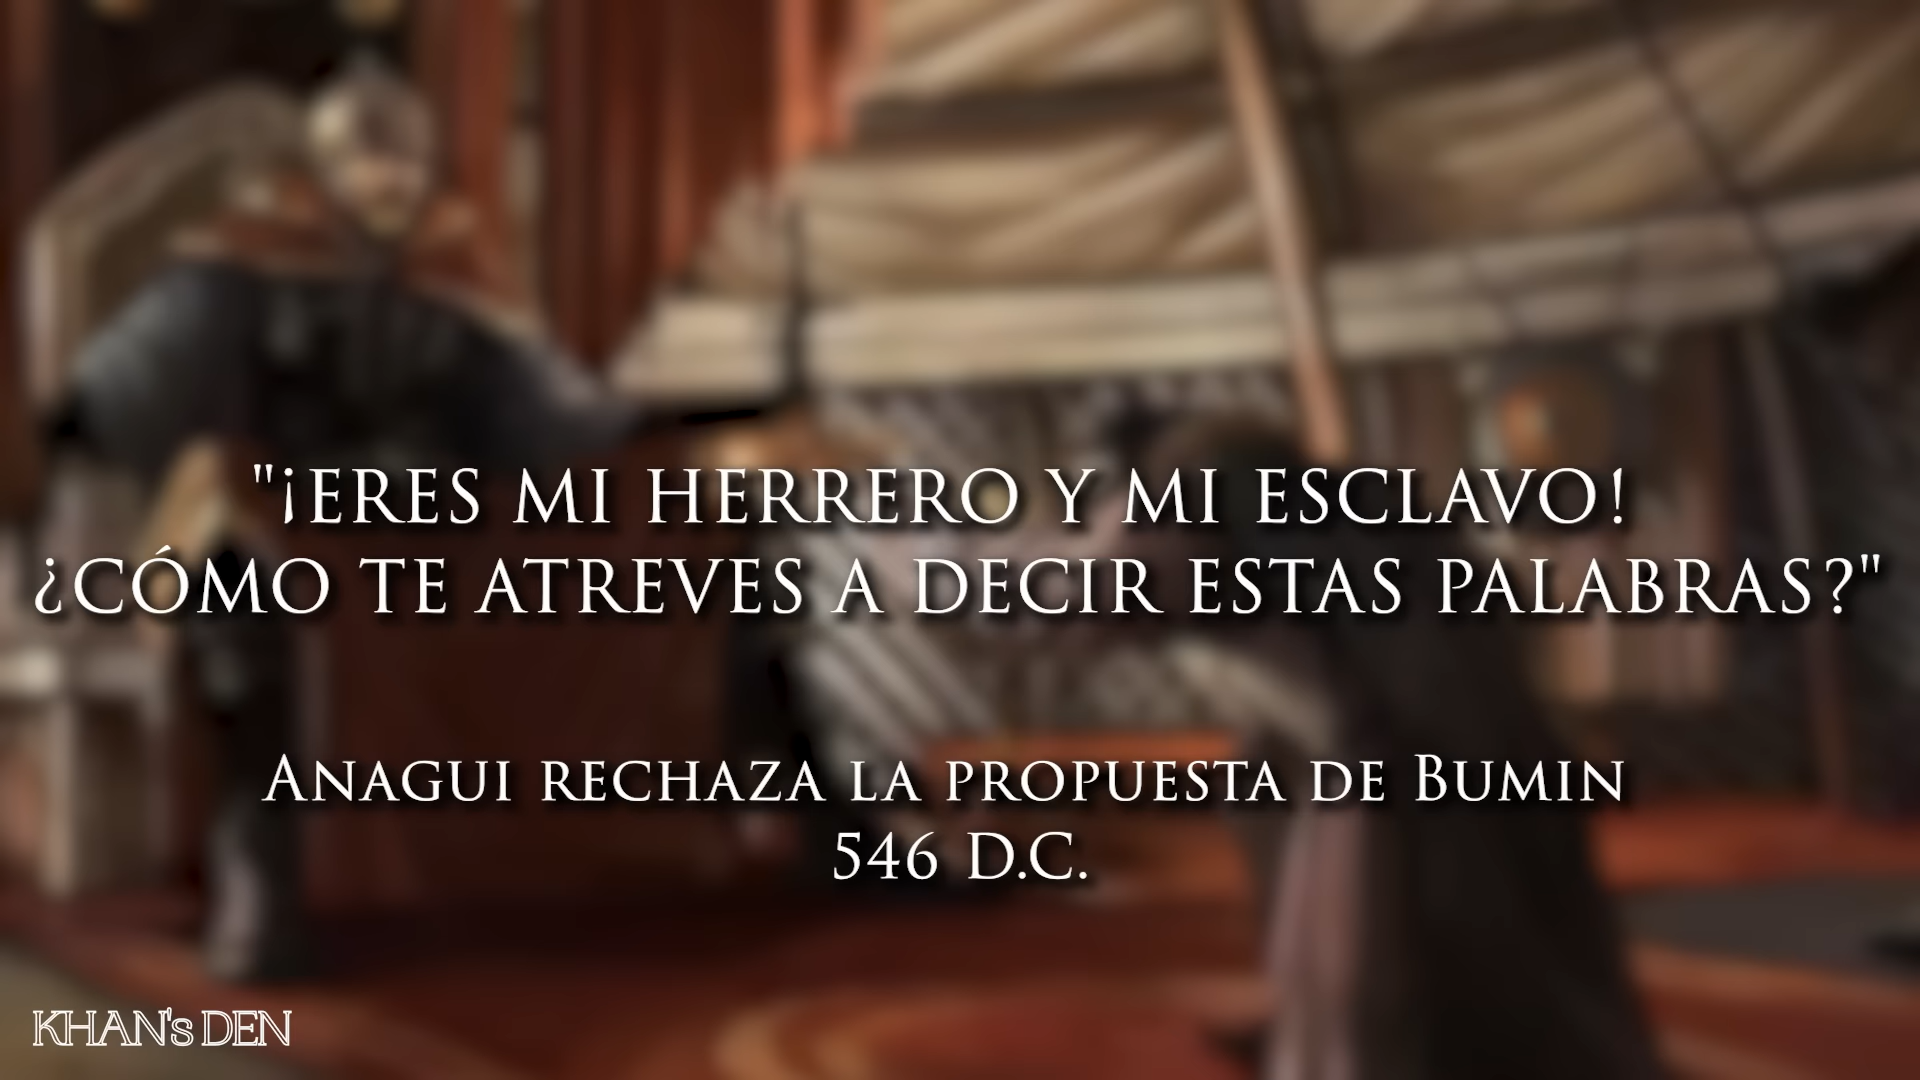 "¡ERES MI HERRERO Y MI ESCLAVO!
¿CÓMO TE ATREVES A DECIR ESTAS PALABRAS?"
ANAGUI RECHAZA LA PROPUESTA DE BUMIN
546 D.C.
KHAN's DEN